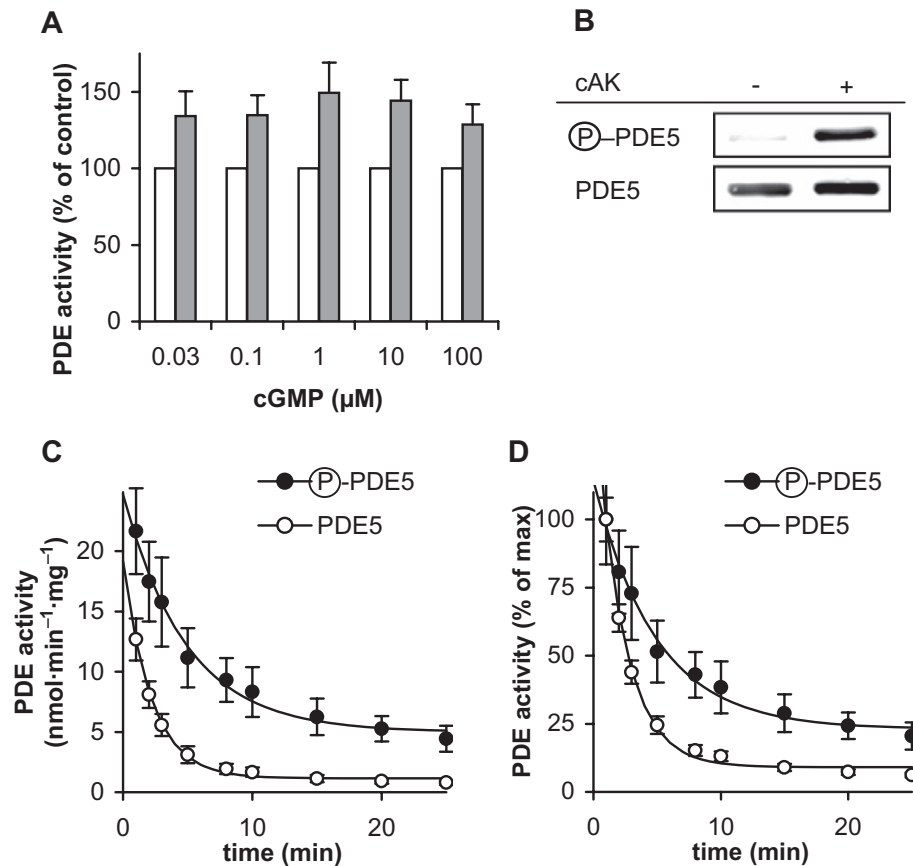 A
PDE activity (% of control)
150
100
50
0
0.03 0.1 1 10 100
cGMP (µM)
B
cAK - +
Ⓟ–PDE5
PDE5
C
Ⓟ-PDE5
PDE5
PDE activity
(nmol·min⁻¹·mg⁻¹)
20
15
10
5
0
0 10 20
time (min)
D
Ⓟ-PDE5
PDE5
PDE activity (% of max)
100
75
50
25
0
0 10 20
time (min)